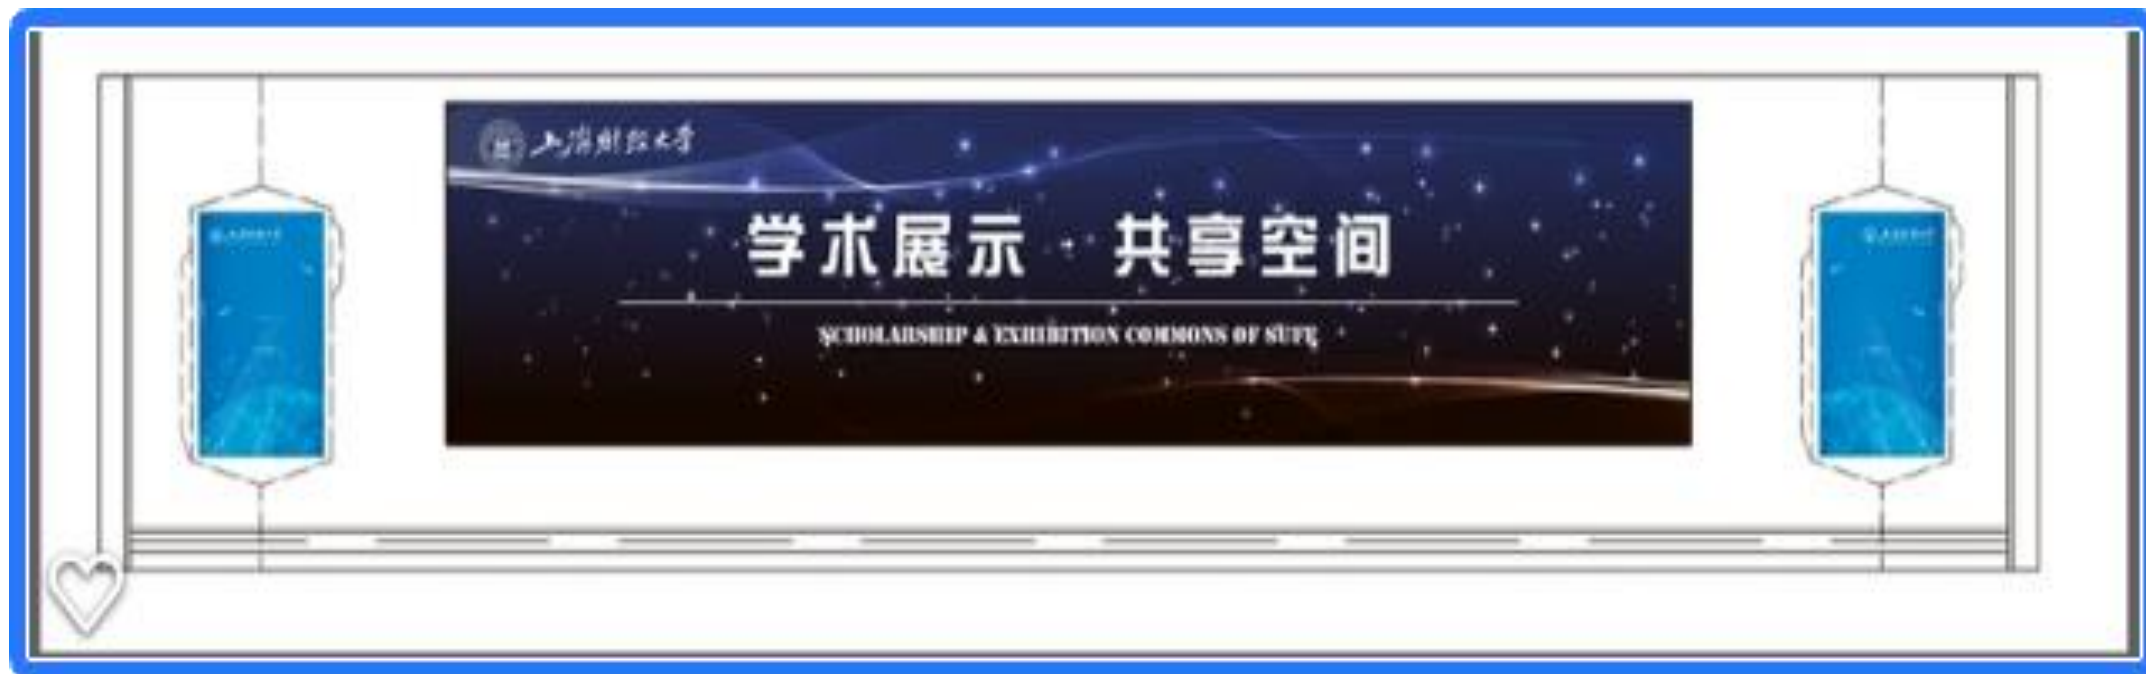 上海财经大学
学术展示 共享空间
SCHOLARSHIP & EXHIBITION COMMONS OF SUFE